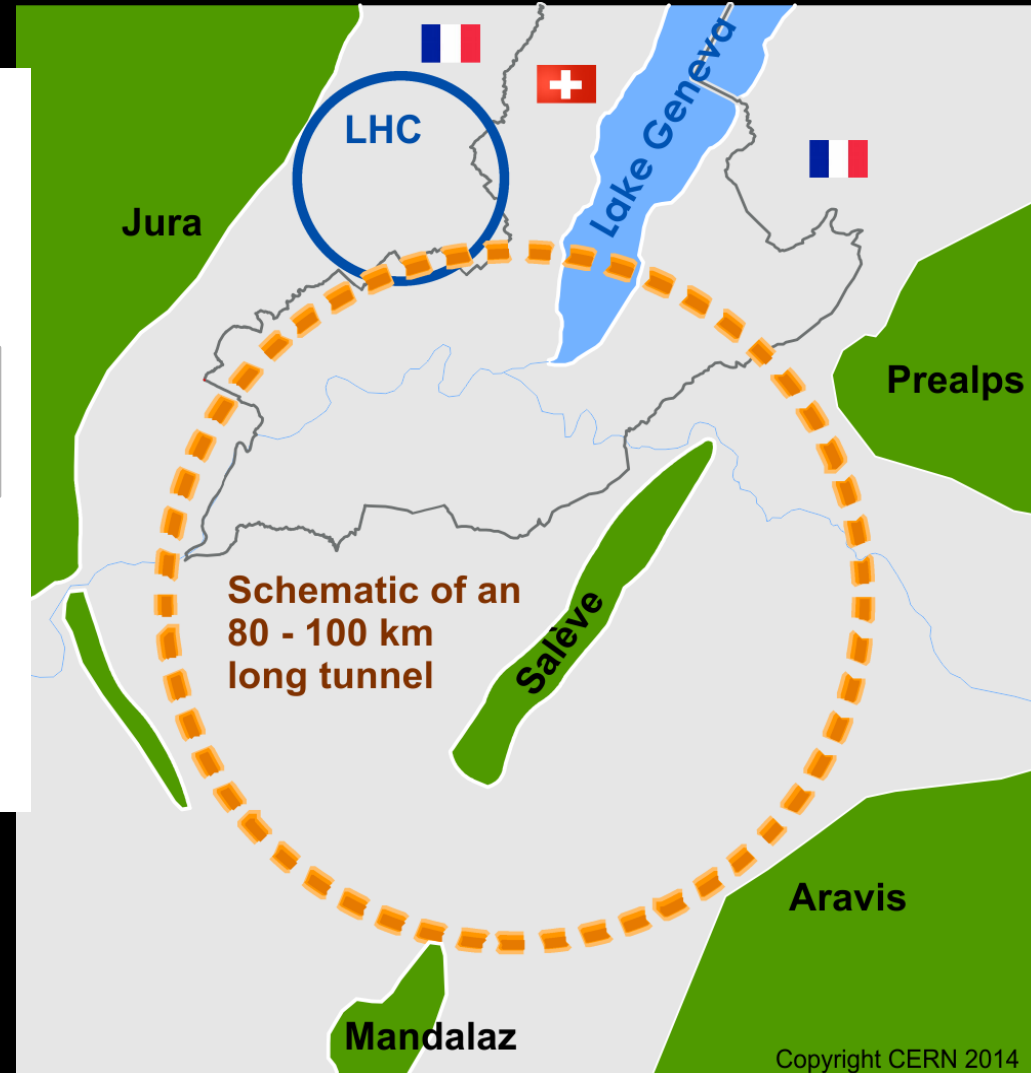 LHC
Lake Geneva
Jura
Prealps
Schematic of an
80 - 100 km
long tunnel
Salève
Aravis
Mandalaz
Copyright CERN 2014